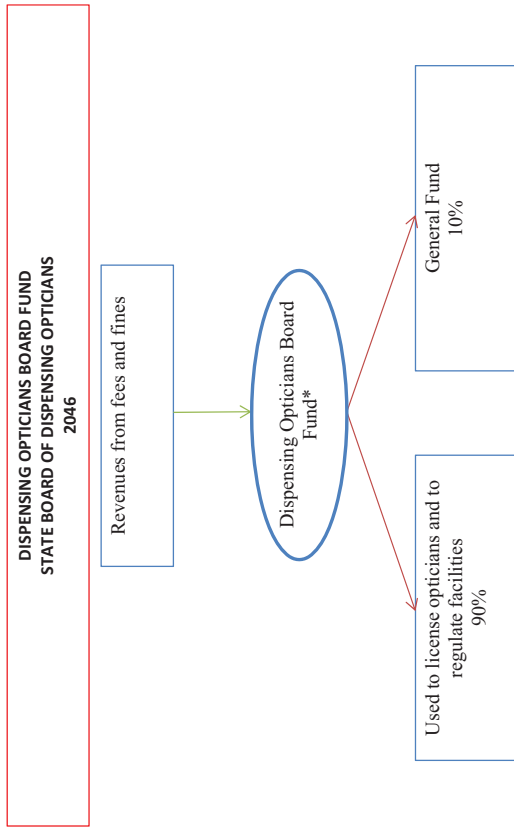 DISPENSING OPTICIANS BOARD FUND
STATE BOARD OF DISPENSING OPTICIANS
2046
Revenues from fees and fines
Dispensing Opticians Board
Fund*
Used to license opticians and to
regulate facilities
90%
General Fund
10%